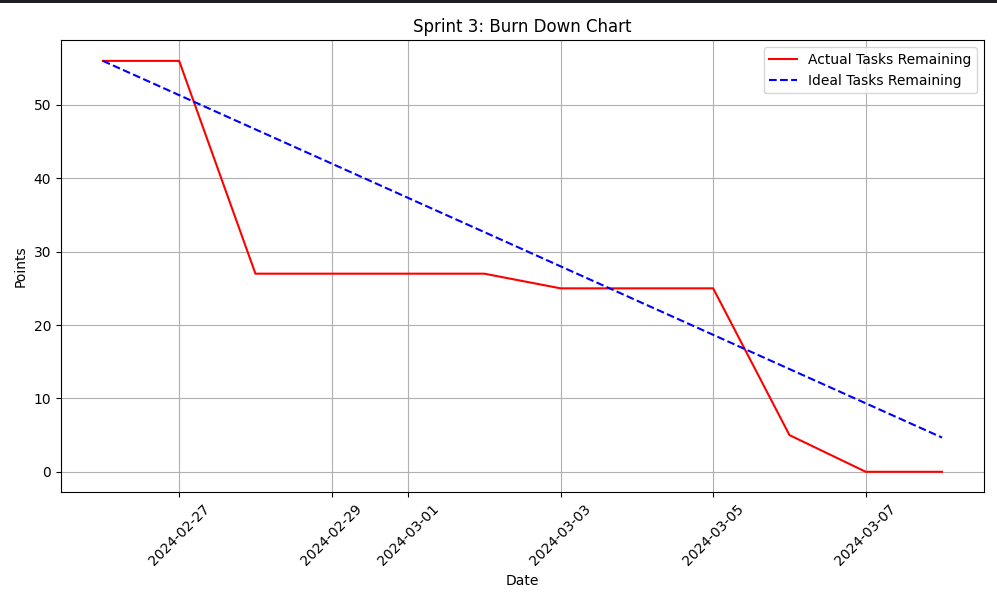 Sprint 3: Burn Down Chart
Actual Tasks Remaining
Ideal Tasks Remaining
Points
50
40
30
20
10
0
2024-02-27
2024-02-29
2024-03-01
2024-03-03
2024-03-05
2024-03-07
Date